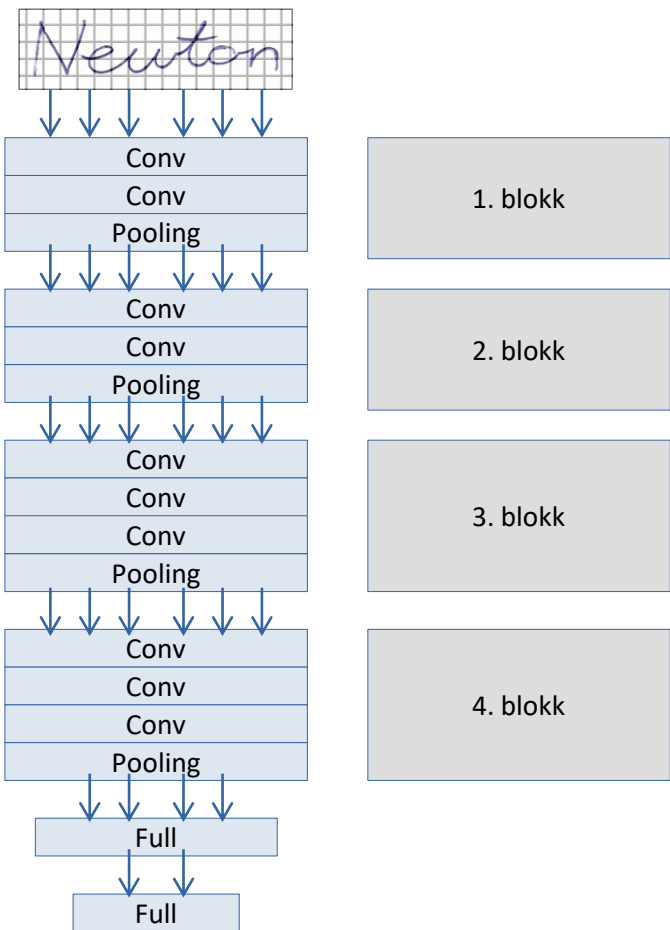 Newton
Conv
Conv
Pooling
1. blokk
Conv
Conv
Pooling
2. blokk
Conv
Conv
Conv
Pooling
3. blokk
Conv
Conv
Conv
Pooling
4. blokk
Full
Full